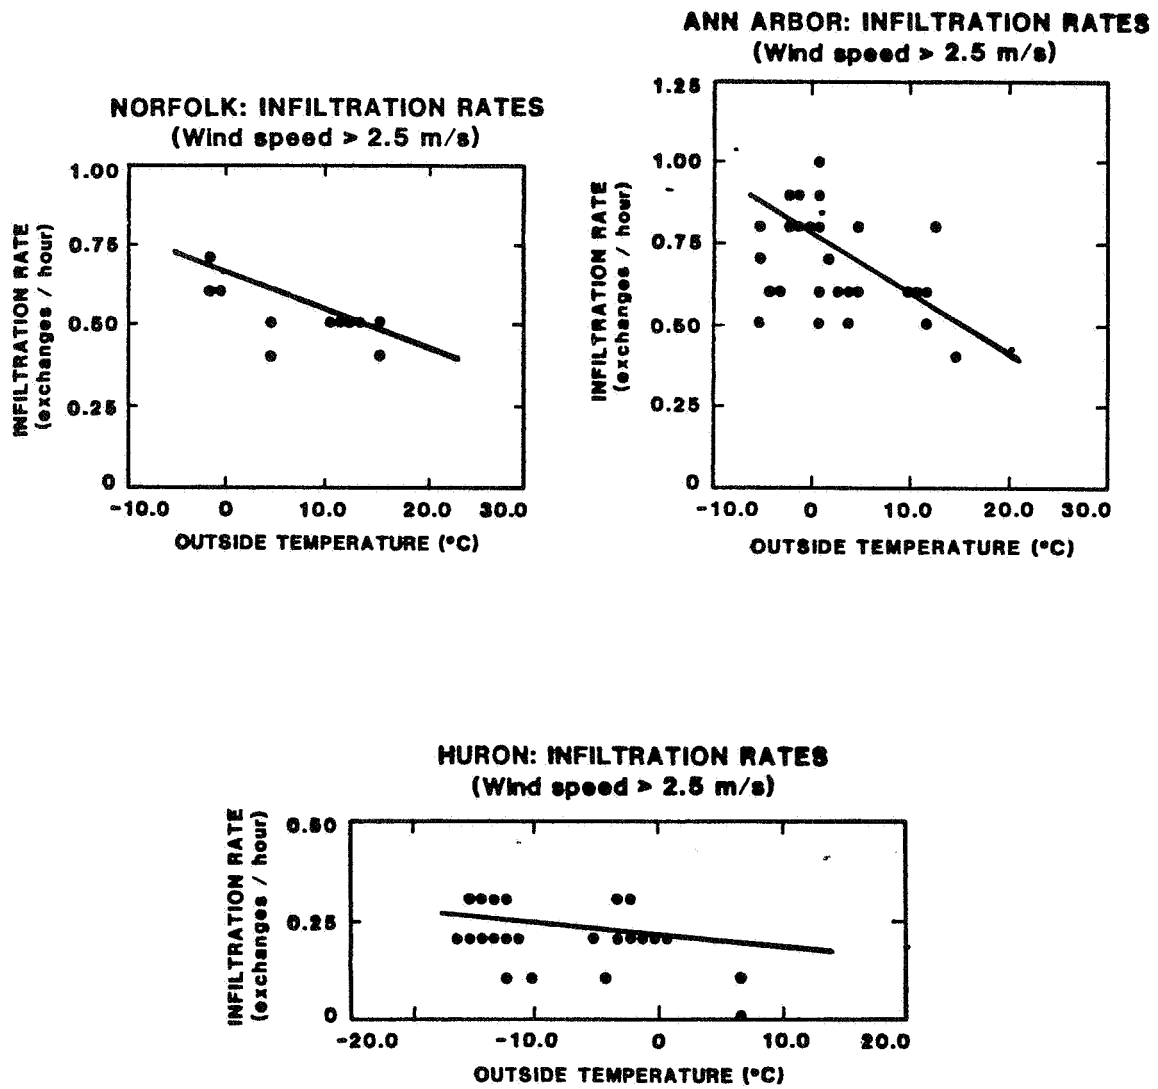 ANN ARBOR: INFILTRATION RATES
(Wind speed > 2.5 m/s)
1.25
1.00
0.75
0.50
0.25
0
INFILTRATION RATE
(exchanges / hour)
-10.0 0 10.0 20.0 30.0
OUTSIDE TEMPERATURE (°C)
NORFOLK: INFILTRATION RATES
(Wind speed > 2.5 m/s)
1.00
0.75
0.50
0.25
0
INFILTRATION RATE
(exchanges / hour)
-10.0 0 10.0 20.0 30.0
OUTSIDE TEMPERATURE (°C)
HURON: INFILTRATION RATES
(Wind speed > 2.5 m/s)
0.50
0.25
0
INFILTRATION RATE
(exchanges / hour)
-20.0 -10.0 0 10.0 20.0
OUTSIDE TEMPERATURE (°C)